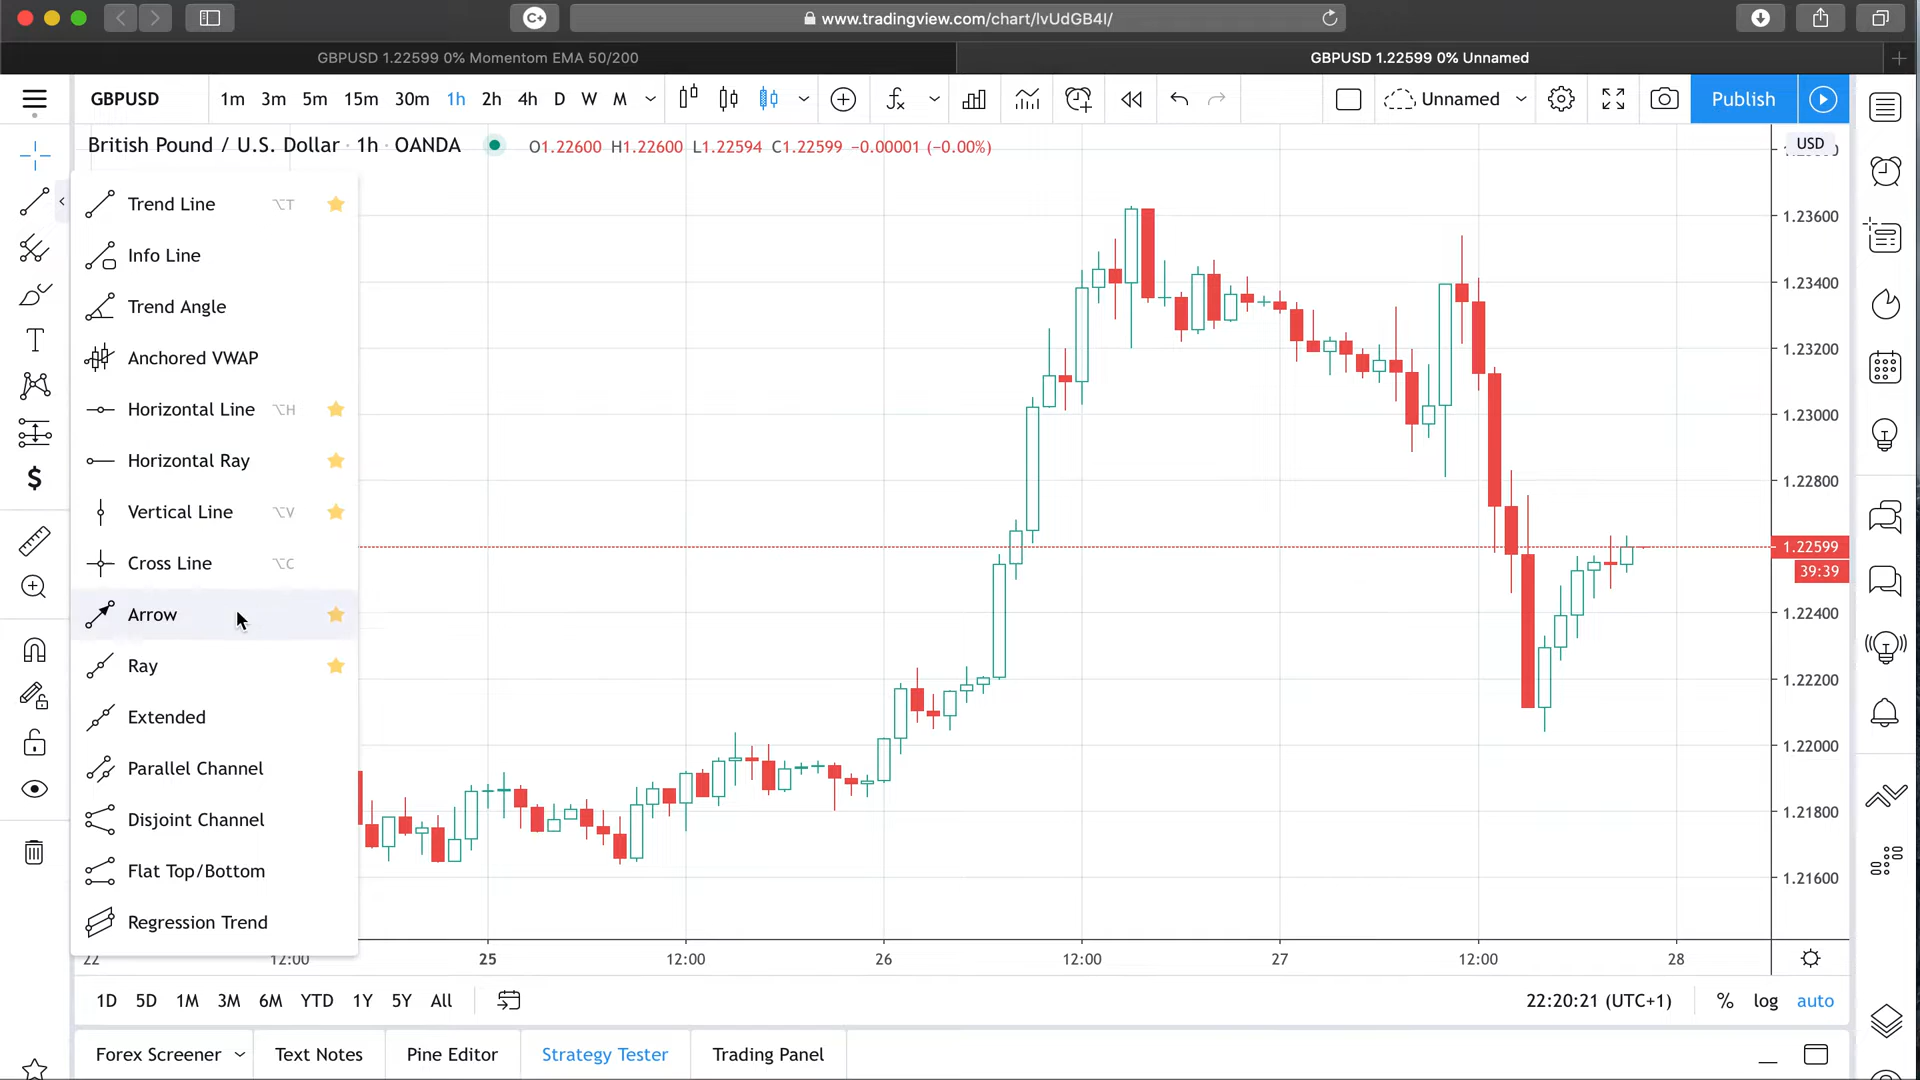 C+
www.tradingview.com/chart/lvUdGB4I/
GBPUSD 1.22599 0% Momentom EMA 50/200
GBPUSD 1.22599 0% Unnamed
GBPUSD 1m 3m 5m 15m 30m 1h 2h 4h D W M Unnamed Publish
British Pound / U.S. Dollar · 1h · OANDA O1.22600 H1.22600 L1.22594 C1.22599 −0.00001 (−0.00%)
USD
Trend Line ⌥T
Info Line
Trend Angle
Anchored VWAP
Horizontal Line ⌥H
Horizontal Ray
Vertical Line ⌥V
Cross Line ⌥C
Arrow
Ray
Extended
Parallel Channel
Disjoint Channel
Flat Top/Bottom
Regression Trend
1.23600
1.23400
1.23200
1.23000
1.22800
1.22599
39:39
1.22400
1.22200
1.22000
1.21800
1.21600
22 12:00 25 12:00 26 12:00 27 12:00 28
1D 5D 1M 3M 6M YTD 1Y 5Y All 22:20:21 (UTC+1) % log auto
Forex Screener Text Notes Pine Editor Strategy Tester Trading Panel